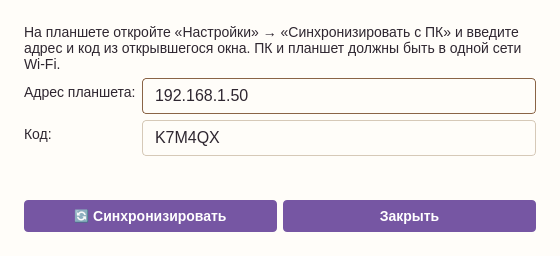 На планшете откройте «Настройки» → «Синхронизировать с ПК» и введите
адрес и код из открывшегося окна. ПК и планшет должны быть в одной сети
Wi-Fi.
Адрес планшета: 192.168.1.50
Код: K7M4QX
Синхронизировать Закрыть